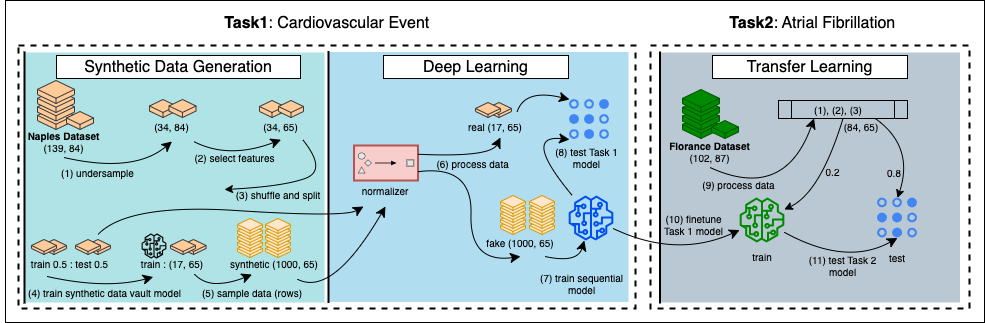 Task1: Cardiovascular Event
Task2: Atrial Fibrillation
Synthetic Data Generation
Deep Learning
Transfer Learning
Naples Dataset
(139, 84)
(34, 84)
(34, 65)
(1) undersample
(2) select features
(3) shuffle and split
train 0.5 : test 0.5
train : (17, 65)
synthetic (1000, 65)
(4) train synthetic data vault model
(5) sample data (rows)
normalizer
real (17, 65)
(6) process data
(8) test Task 1
model
fake (1000, 65)
(7) train sequential
model
Florance Dataset
(102, 87)
(1), (2), (3)
(84, 65)
(9) process data
0.2
0.8
(10) finetune
Task 1 model
train
(11) test Task 2
model
test